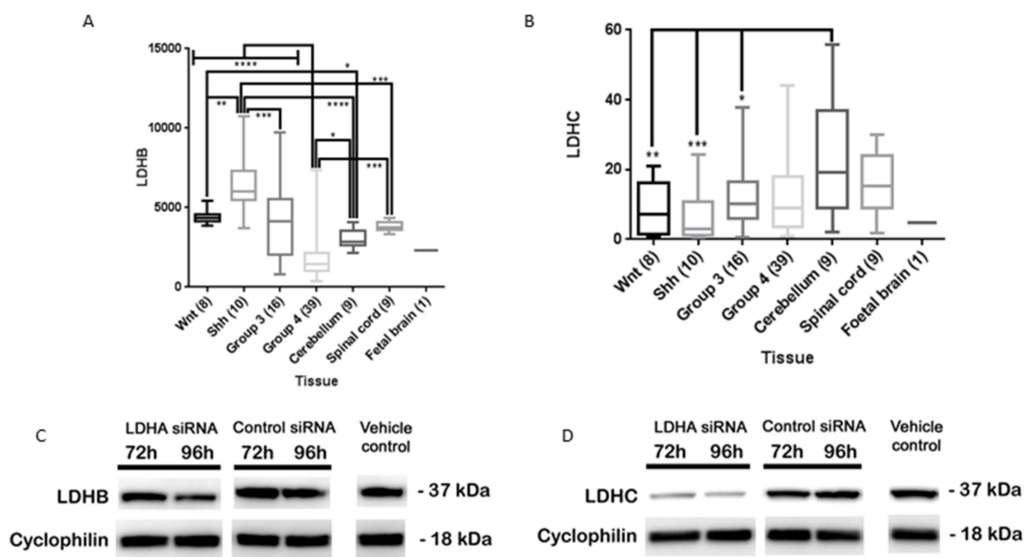 A
LDHB
15000
10000
5000
0
****
*
***
**
****
***
*
***
Wnt (8)
Shh (10)
Group 3 (16)
Group 4 (39)
Cerebellum (9)
Spinal cord (9)
Fetal brain (1)
Tissue
B
LDHC
60
40
20
0
**
***
*
Wnt (8)
Shh (10)
Group 3 (16)
Group 4 (39)
Cerebellum (9)
Spinal cord (9)
Foetal brain (1)
Tissue
C
LDHA siRNA Control siRNA Vehicle control
72h 96h 72h 96h
LDHB - 37 kDa
Cyclophilin - 18 kDa
D
LDHA siRNA Control siRNA Vehicle control
72h 96h 72h 96h
LDHC - 37 kDa
Cyclophilin - 18 kDa